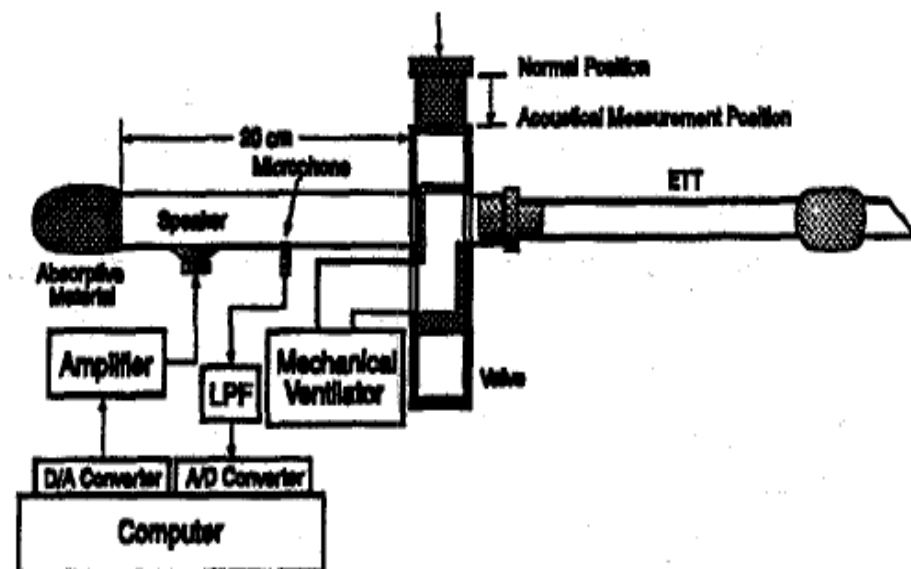 Normal Position
Acoustical Measurement Position
20 cm
Microphone
ETT
Speaker
Absorptive
Material
Amplifier
LPF
Mechanical
Ventilator
Valve
D/A Converter
A/D Converter
Computer